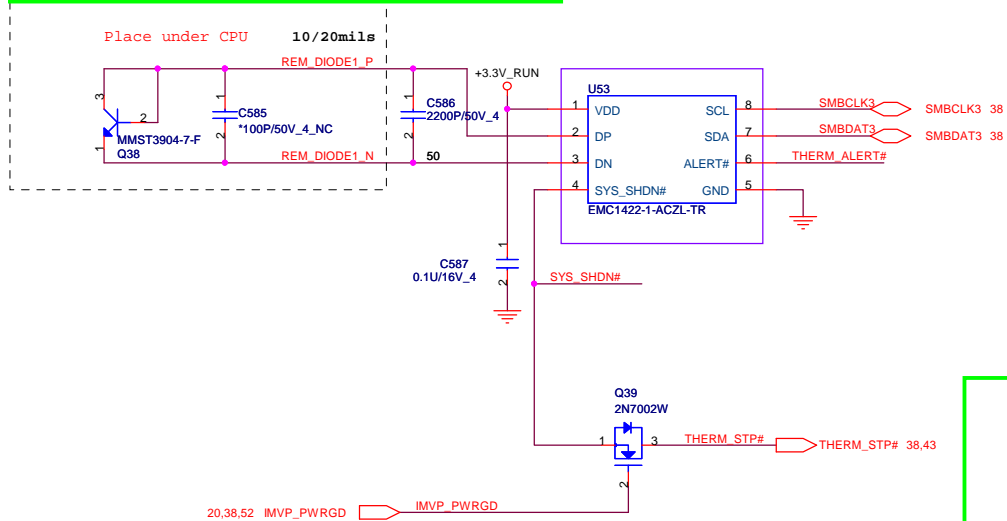 Place under CPU 10/20mils
REM_DIODE1_P
+3.3V_RUN
3
2
1
MMST3904-7-F
Q38
1
C585
*100P/50V_4_NC
2
1
C586
2200P/50V_4
2
REM_DIODE1_N 50
U53
1 VDD SCL 8 SMBCLK3 SMBCLK3 38
2 DP SDA 7 SMBDAT3 SMBDAT3 38
3 DN ALERT# 6 THERM_ALERT#
4 SYS_SHDN# GND 5
EMC1422-1-ACZL-TR
1
C587
0.1U/16V_4
2
SYS_SHDN#
Q39
2N7002W
1 3 THERM_STP# THERM_STP# 38,43
2
20,38,52 IMVP_PWRGD IMVP_PWRGD